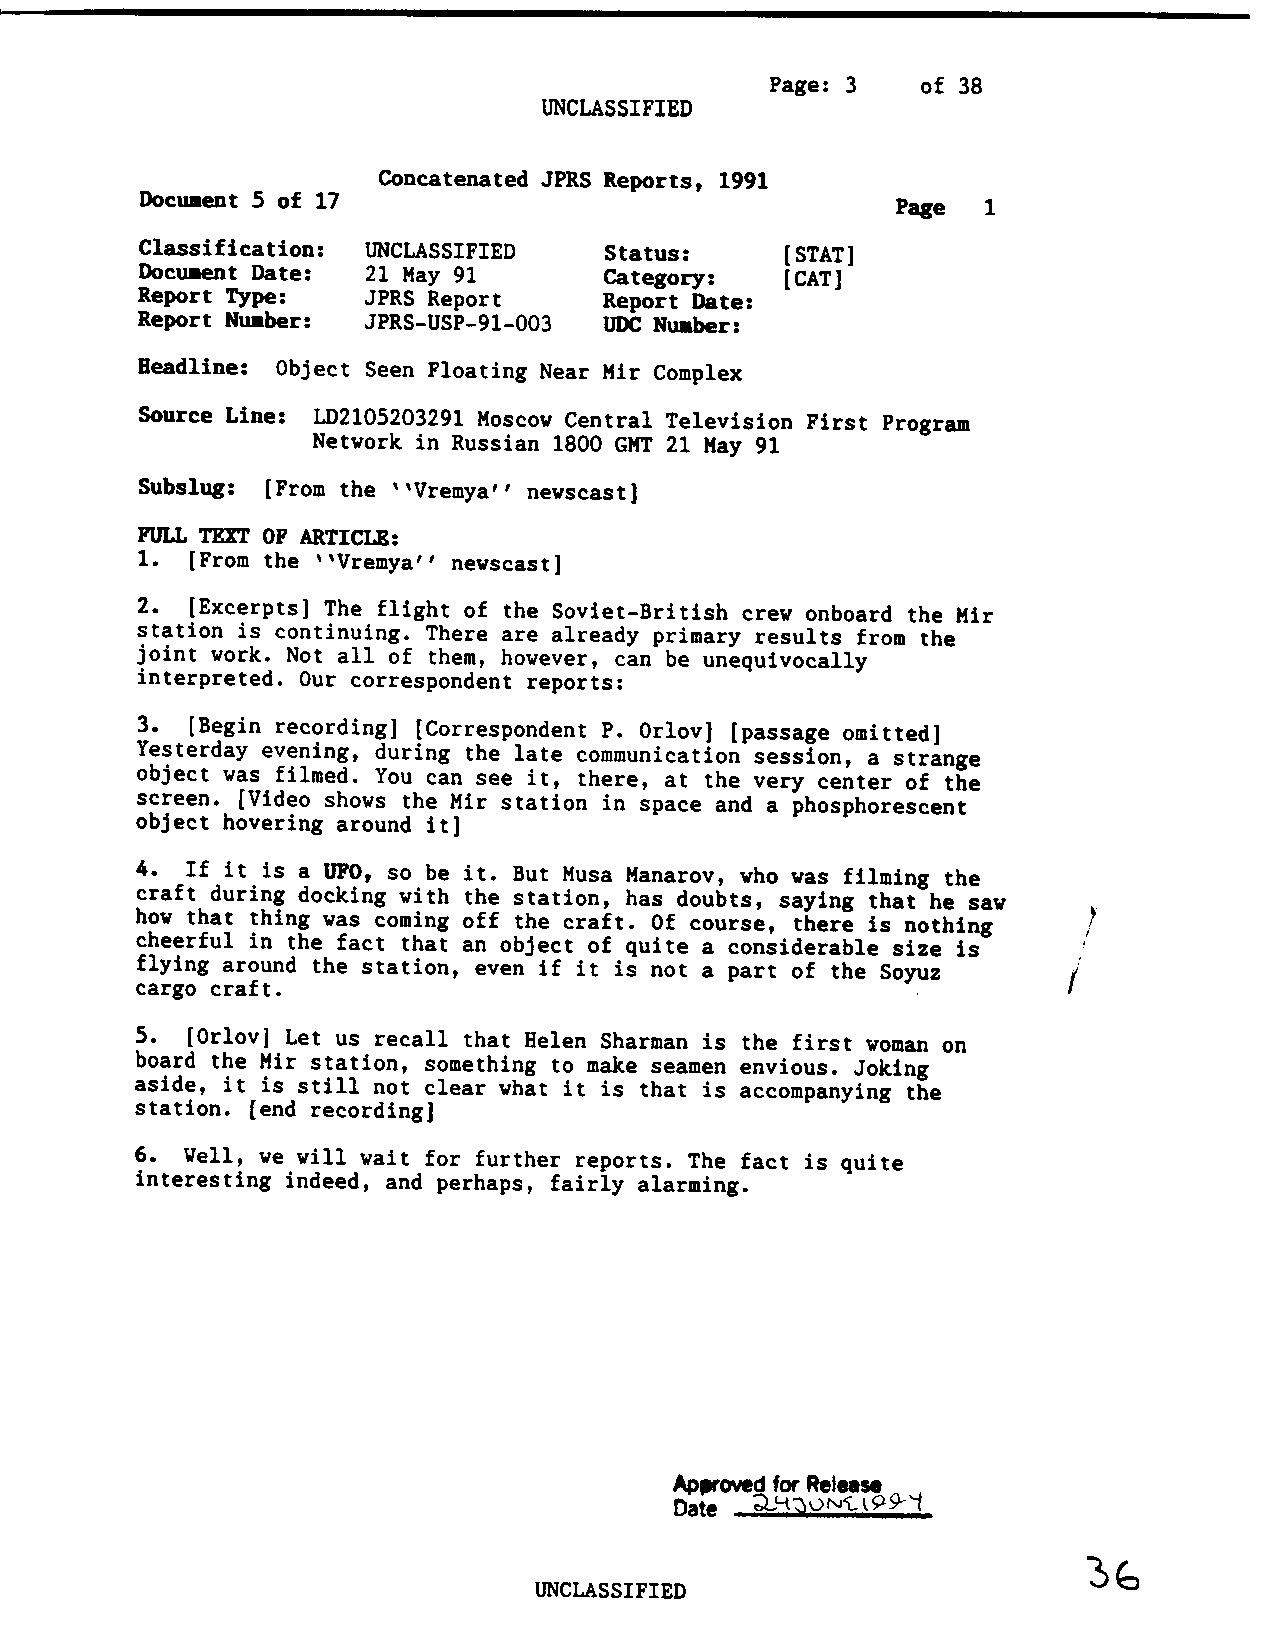 Page: 3 of 38
UNCLASSIFIED
Concatenated JPRS Reports, 1991
Document 5 of 17
Page 1
Classification: UNCLASSIFIED Status: [STAT]
Document Date: 21 May 91 Category: [CAT]
Report Type: JPRS Report Report Date:
Report Number: JPRS-USP-91-003 UDC Number:
Headline: Object Seen Floating Near Mir Complex
Source Line: LD2105203291 Moscow Central Television First Program
Network in Russian 1800 GMT 21 May 91
Subslug: [From the ``Vremya'' newscast]
FULL TEXT OF ARTICLE:
1. [From the ``Vremya'' newscast]
2. [Excerpts] The flight of the Soviet-British crew onboard the Mir
station is continuing. There are already primary results from the
joint work. Not all of them, however, can be unequivocally
interpreted. Our correspondent reports:
3. [Begin recording] [Correspondent P. Orlov] [passage omitted]
Yesterday evening, during the late communication session, a strange
object was filmed. You can see it, there, at the very center of the
screen. [Video shows the Mir station in space and a phosphorescent
object hovering around it]
4. If it is a UFO, so be it. But Musa Manarov, who was filming the
craft during docking with the station, has doubts, saying that he saw
how that thing was coming off the craft. Of course, there is nothing
cheerful in the fact that an object of quite a considerable size is
flying around the station, even if it is not a part of the Soyuz
cargo craft.
5. [Orlov] Let us recall that Helen Sharman is the first woman on
board the Mir station, something to make seamen envious. Joking
aside, it is still not clear what it is that is accompanying the
station. [end recording]
6. Well, we will wait for further reports. The fact is quite
interesting indeed, and perhaps, fairly alarming.
Approved for Release
Date 24 JUNE 1994
36
UNCLASSIFIED